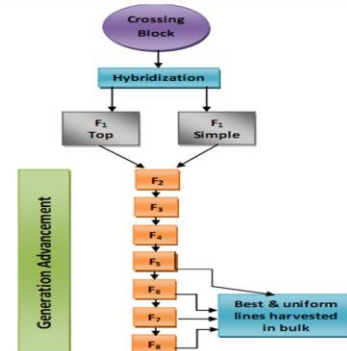 Crossing
Block
Hybridization
F1
Top
F1
Simple
Generation Advancement
F2
F3
F4
F5
F6
F7
F8
Best & uniform
lines harvested
in bulk